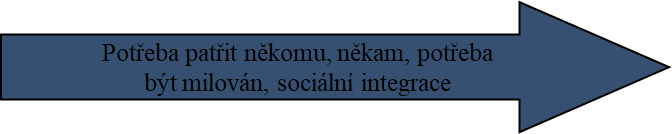 Potřeba patřit někomu, někam, potřeba
být milován, sociální integrace